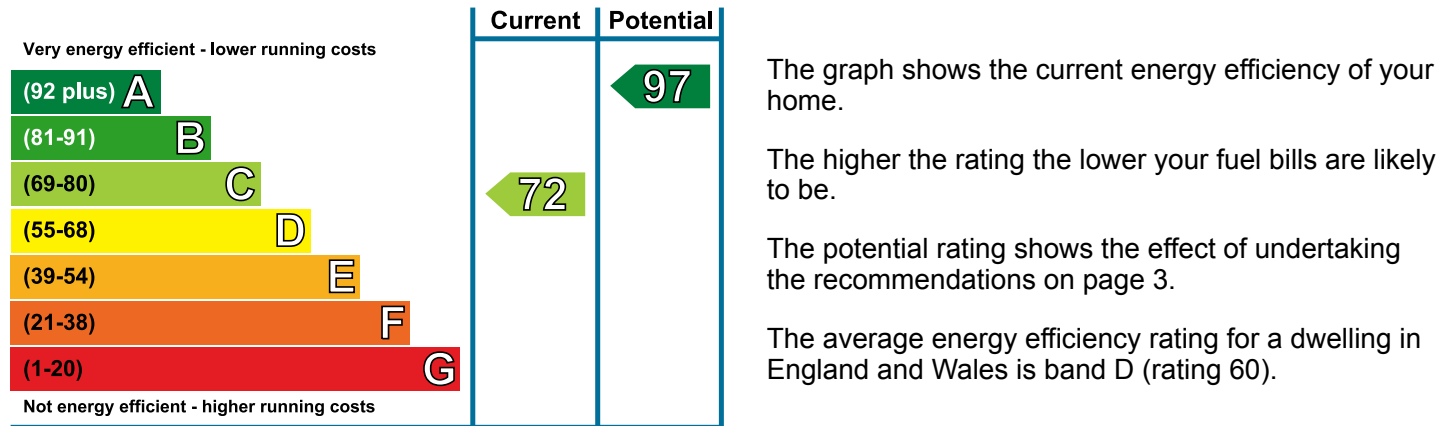 Current Potential
Very energy efficient - lower running costs
(92 plus) A
97
(81-91) B
(69-80) C
72
(55-68) D
(39-54) E
(21-38) F
(1-20) G
Not energy efficient - higher running costs
The graph shows the current energy efficiency of your
home.
The higher the rating the lower your fuel bills are likely
to be.
The potential rating shows the effect of undertaking
the recommendations on page 3.
The average energy efficiency rating for a dwelling in
England and Wales is band D (rating 60).